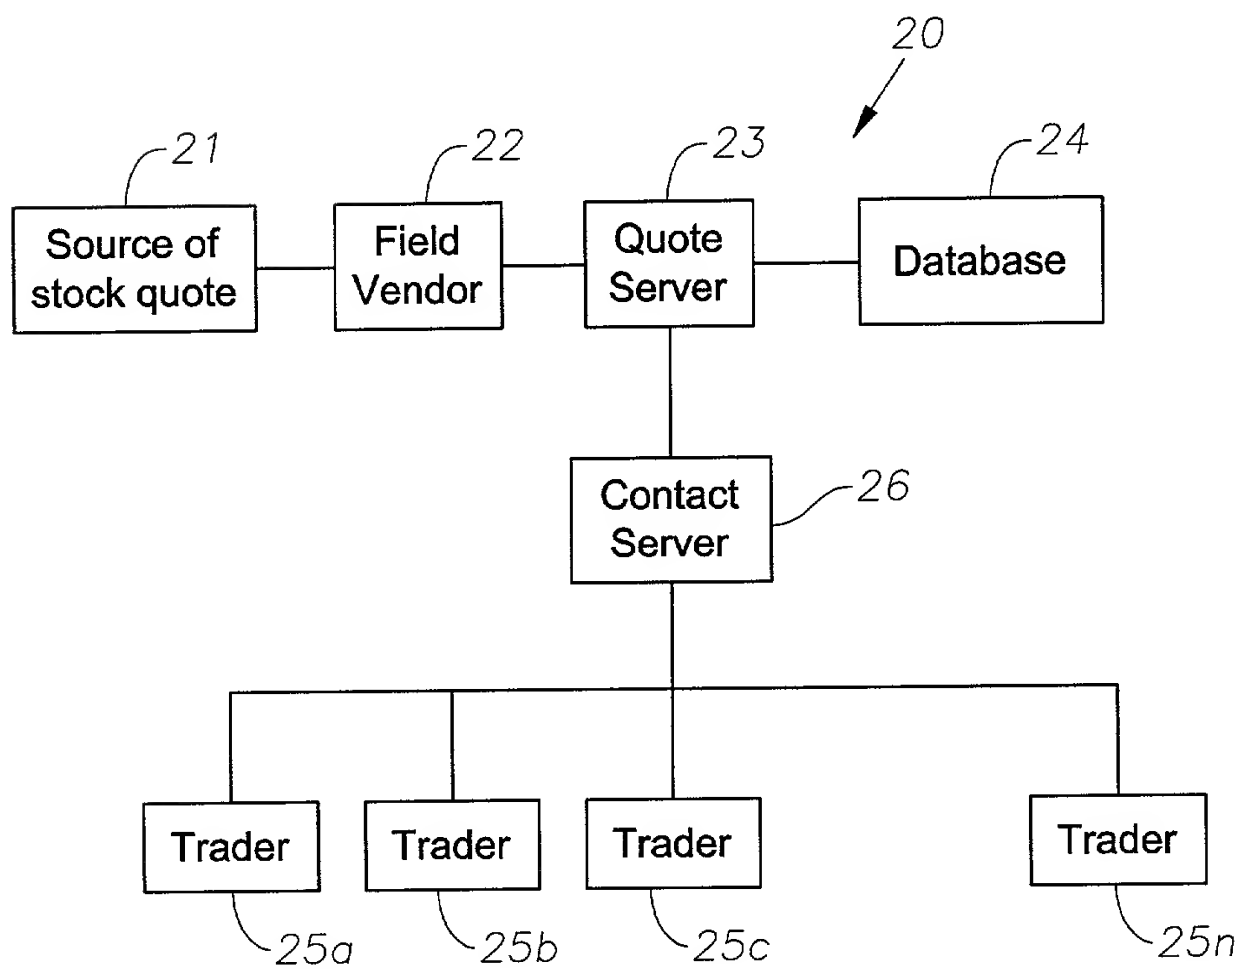 20
21
22
23
24
Source of
stock quote
Field
Vendor
Quote
Server
Database
Contact
Server
26
Trader
Trader
Trader
Trader
25a
25b
25c
25n